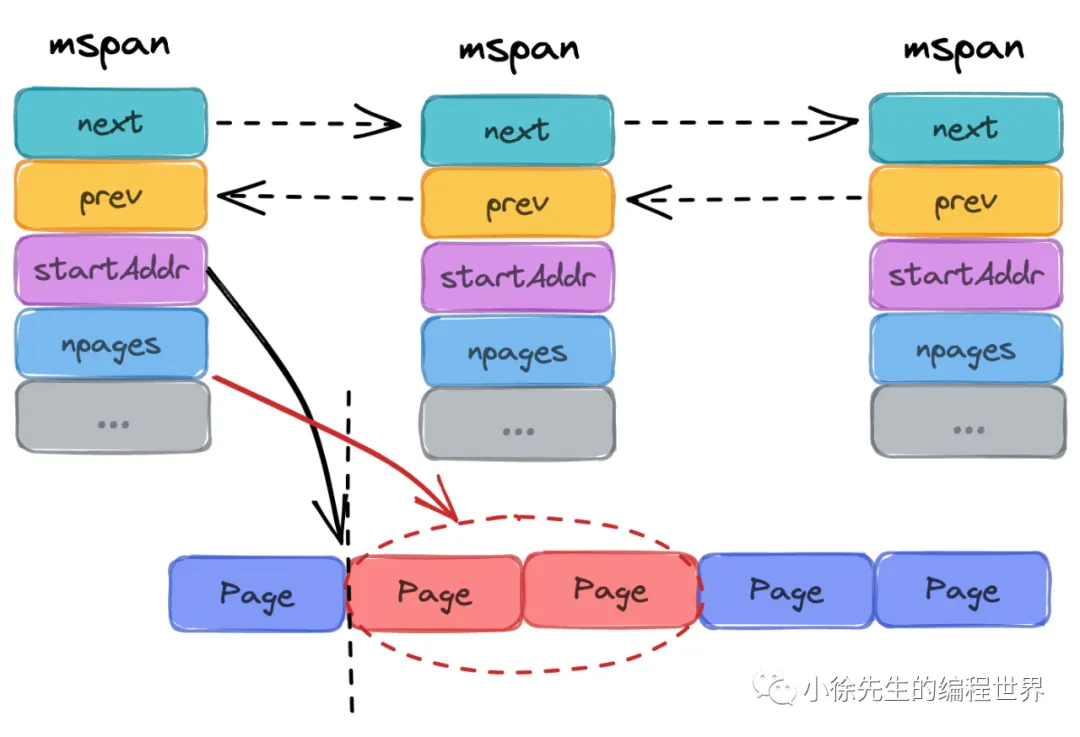 mspan mspan mspan
next next next
prev prev prev
startAddr startAddr startAddr
npages npages npages
... ... ...
Page Page Page Page Page
小徐先生的编程世界